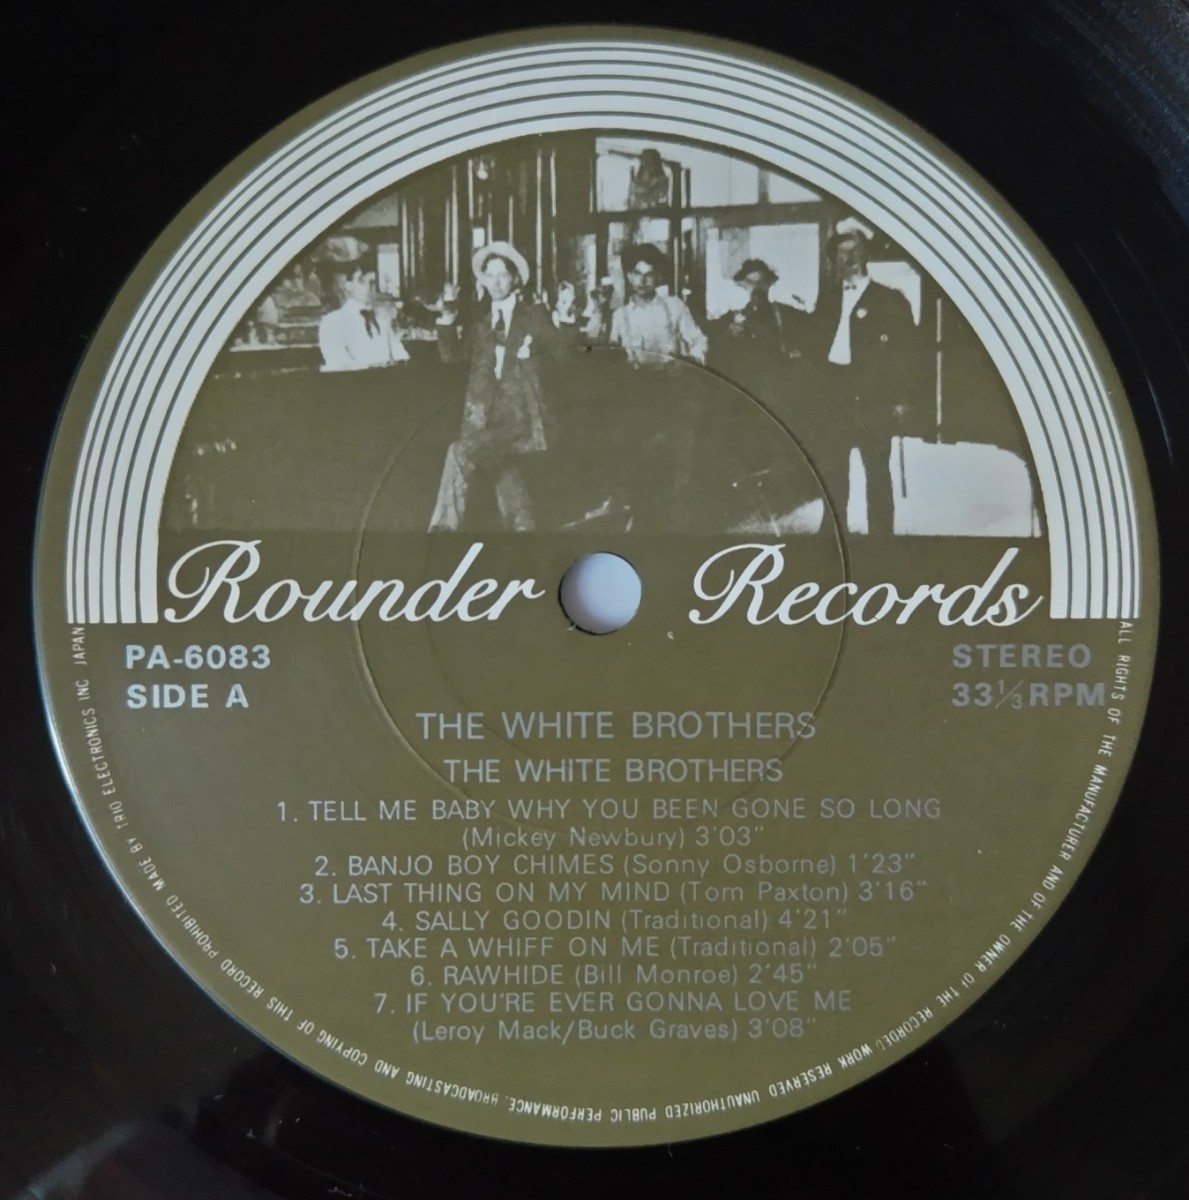 Rounder Records
PA-6083
SIDE A
STEREO
33⅓ RPM
THE WHITE BROTHERS
THE WHITE BROTHERS
1. TELL ME BABY WHY YOU BEEN GONE SO LONG
(Mickey Newbury) 3'03"
2. BANJO BOY CHIMES (Sonny Osborne) 1'23"
3. LAST THING ON MY MIND (Tom Paxton) 3'16"
4. SALLY GOODIN (Traditional) 4'21"
5. TAKE A WHIFF ON ME (Traditional) 2'05"
6. RAWHIDE (Bill Monroe) 2'45"
7. IF YOU'RE EVER GONNA LOVE ME
(Leroy Mack/Buck Graves) 3'08"
ALL RIGHTS OF THE MANUFACTURER AND OF THE OWNER OF THE RECORDED WORK RESERVED UNAUTHORIZED PUBLIC PERFORMANCE, BROADCASTING AND COPYING OF THIS RECORD PROHIBITED MADE BY TRIO ELECTRONICS INC JAPAN